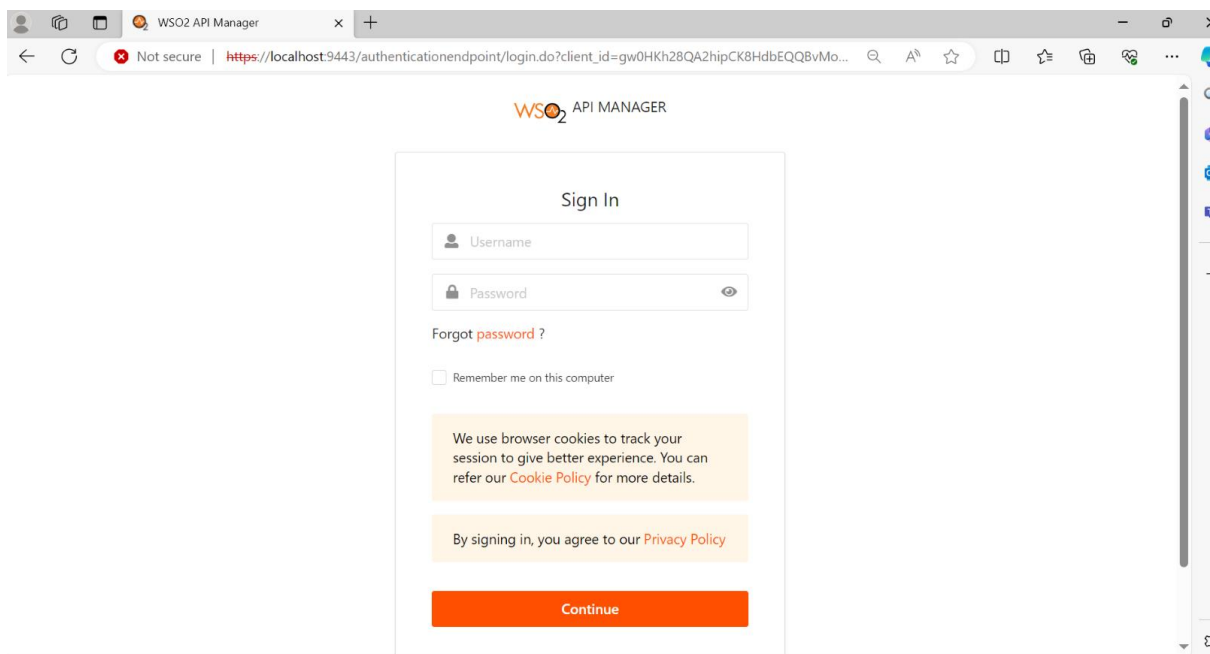 WSO2 API Manager
Not secure | https://localhost:9443/authenticationendpoint/login.do?client_id=gw0HKh28QA2hipCK8HdbEQQBvMo...
WSO2 API MANAGER
Sign In
Username
Password
Forgot password ?
Remember me on this computer
We use browser cookies to track your
session to give better experience. You can
refer our Cookie Policy for more details.
By signing in, you agree to our Privacy Policy
Continue